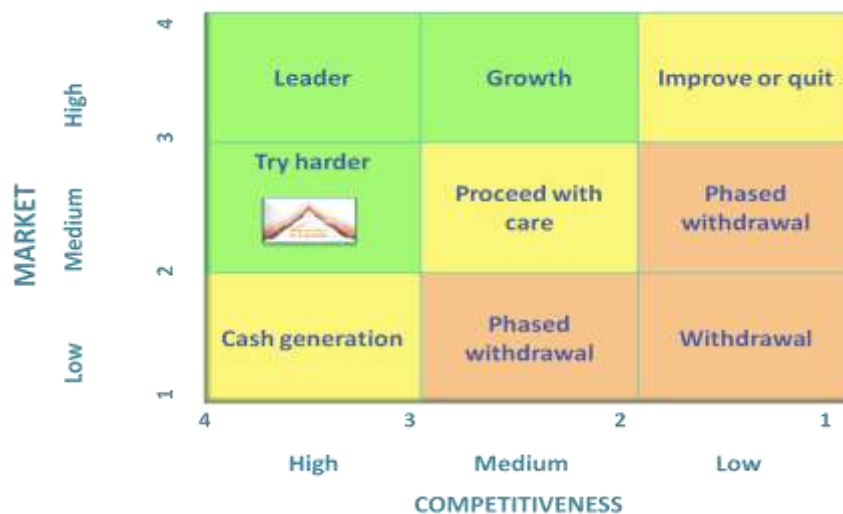 4
Leader
Growth
Improve or quit
High
3
Try harder
MARKET
Medium
Proceed with
care
Phased
withdrawal
2
Cash generation
Phased
withdrawal
Withdrawal
Low
1
4
3
2
1
High
Medium
Low
COMPETITIVENESS